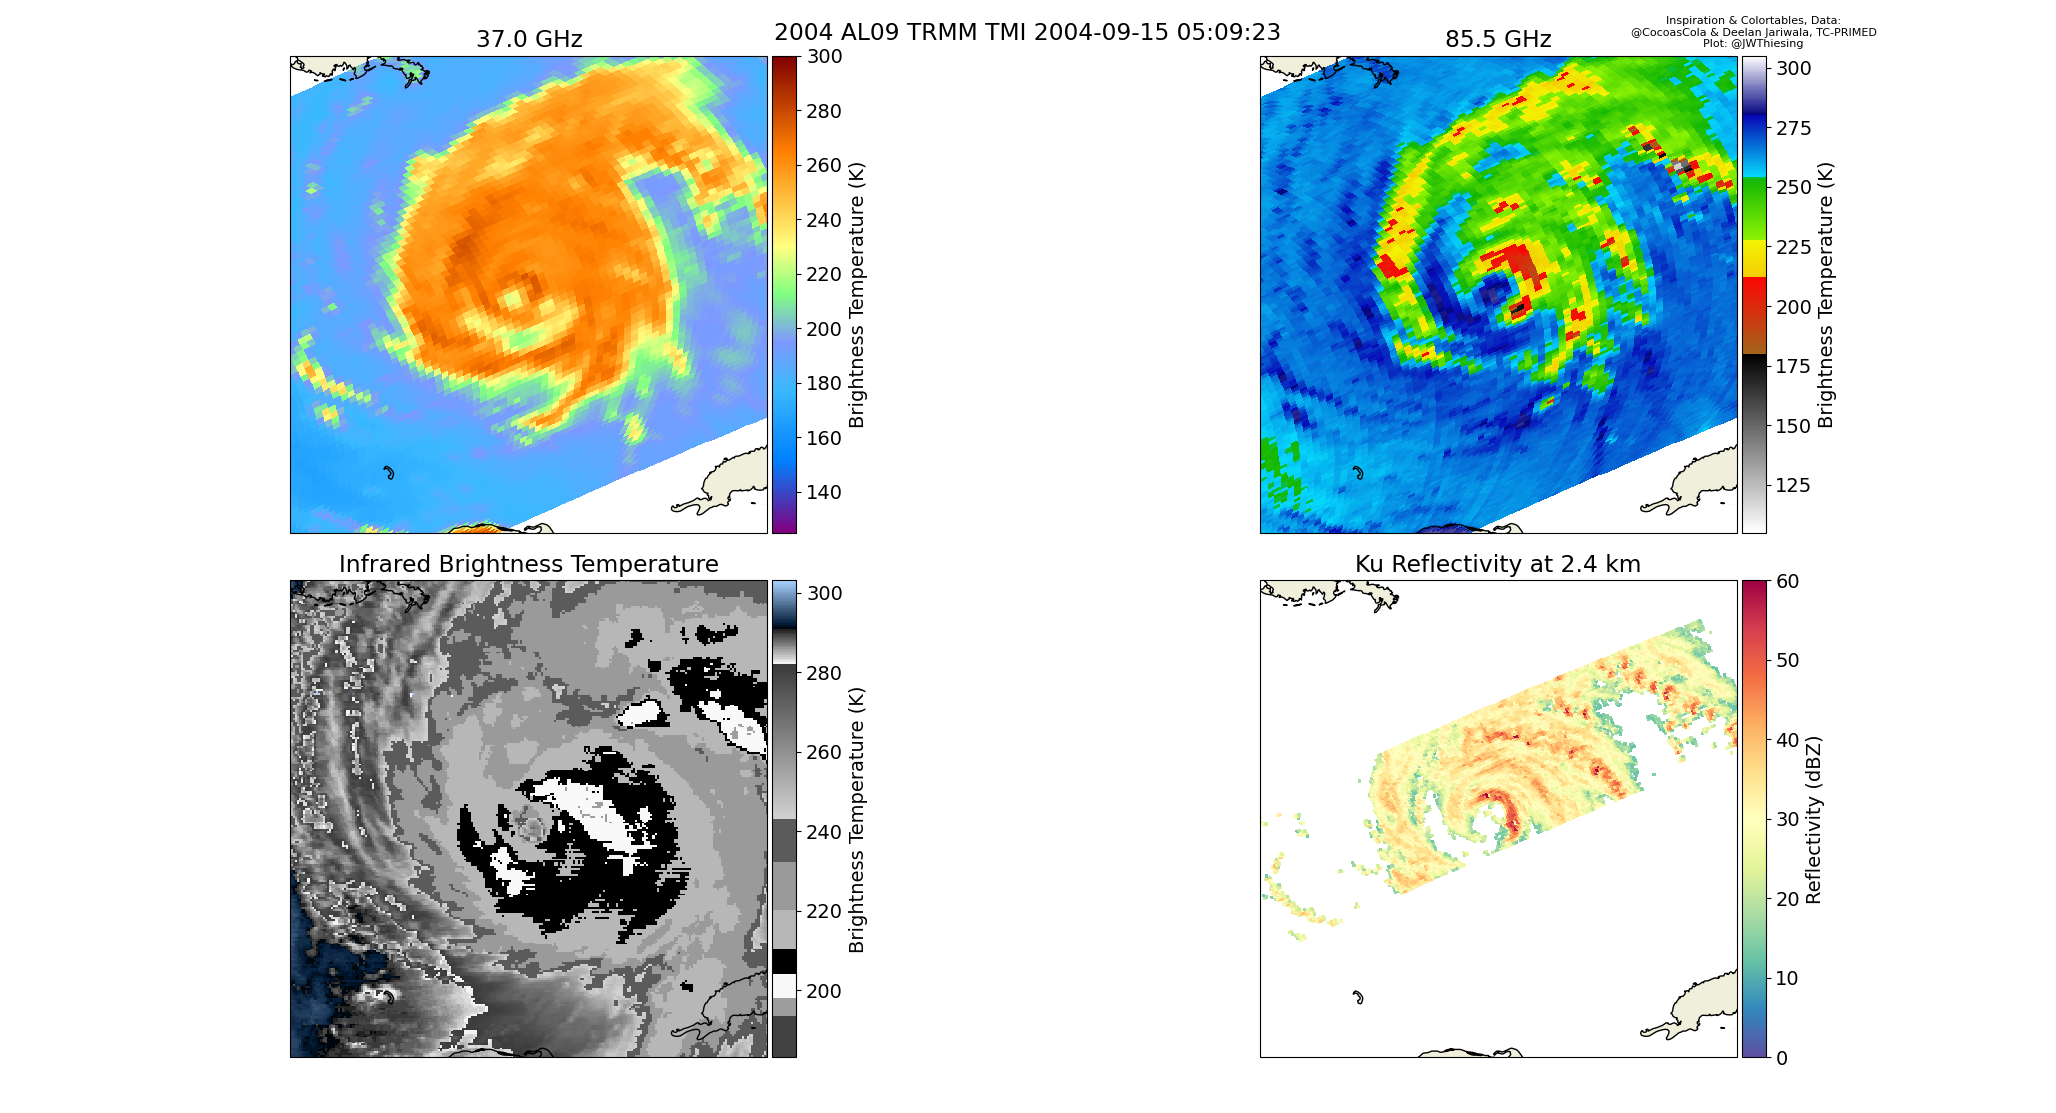 2004 AL09 TRMM TMI 2004-09-15 05:09:23
Inspiration & Colortables, Data:
@CocoasCola & Deelan Jariwala, TC-PRIMED
Plot: @JWThiesing
37.0 GHz
300
280
260
240
220
200
180
160
140
Brightness Temperature (K)
85.5 GHz
300
275
250
225
200
175
150
125
Brightness Temperature (K)
Infrared Brightness Temperature
300
280
260
240
220
200
Brightness Temperature (K)
Ku Reflectivity at 2.4 km
60
50
40
30
20
10
0
Reflectivity (dBZ)